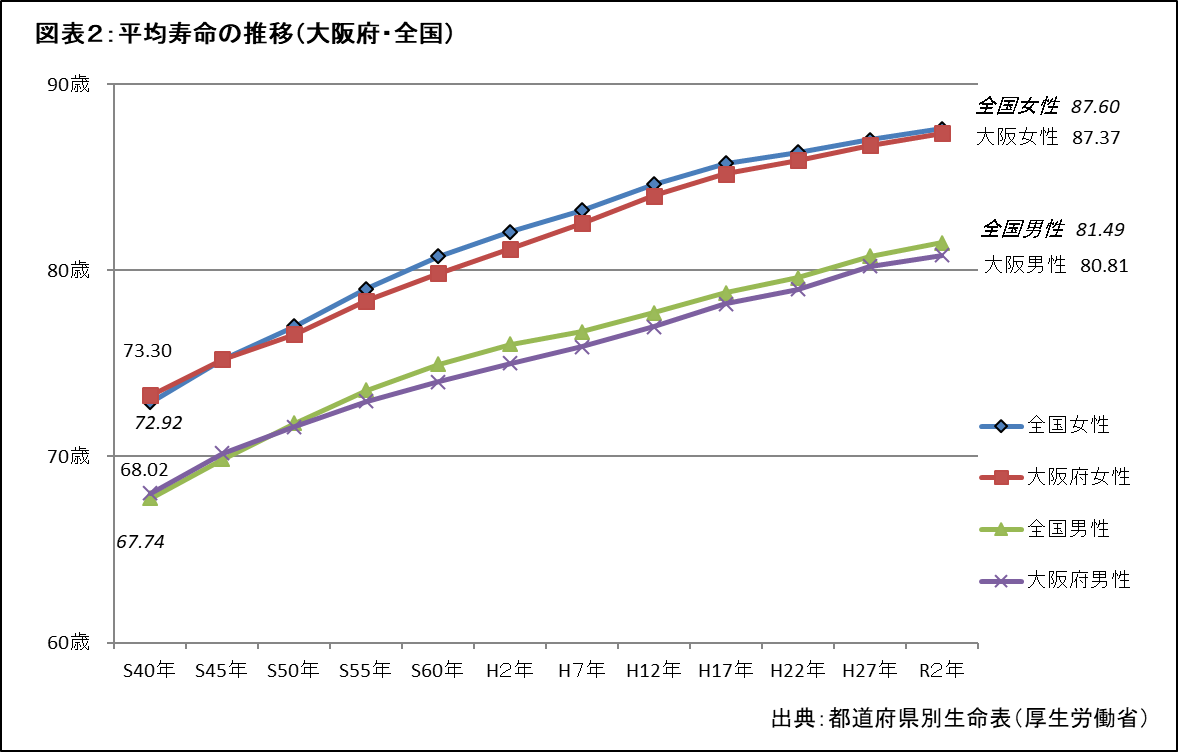 図表２：平均寿命の推移（大阪府・全国）
90歳
80歳
70歳
60歳
全国女性 87.60
大阪女性 87.37
全国男性 81.49
大阪男性 80.81
73.30
72.92
68.02
67.74
全国女性
大阪府女性
全国男性
大阪府男性
S40年 S45年 S50年 S55年 S60年 H２年 H７年 H12年 H17年 H22年 H27年 R２年
出典：都道府県別生命表（厚生労働省）